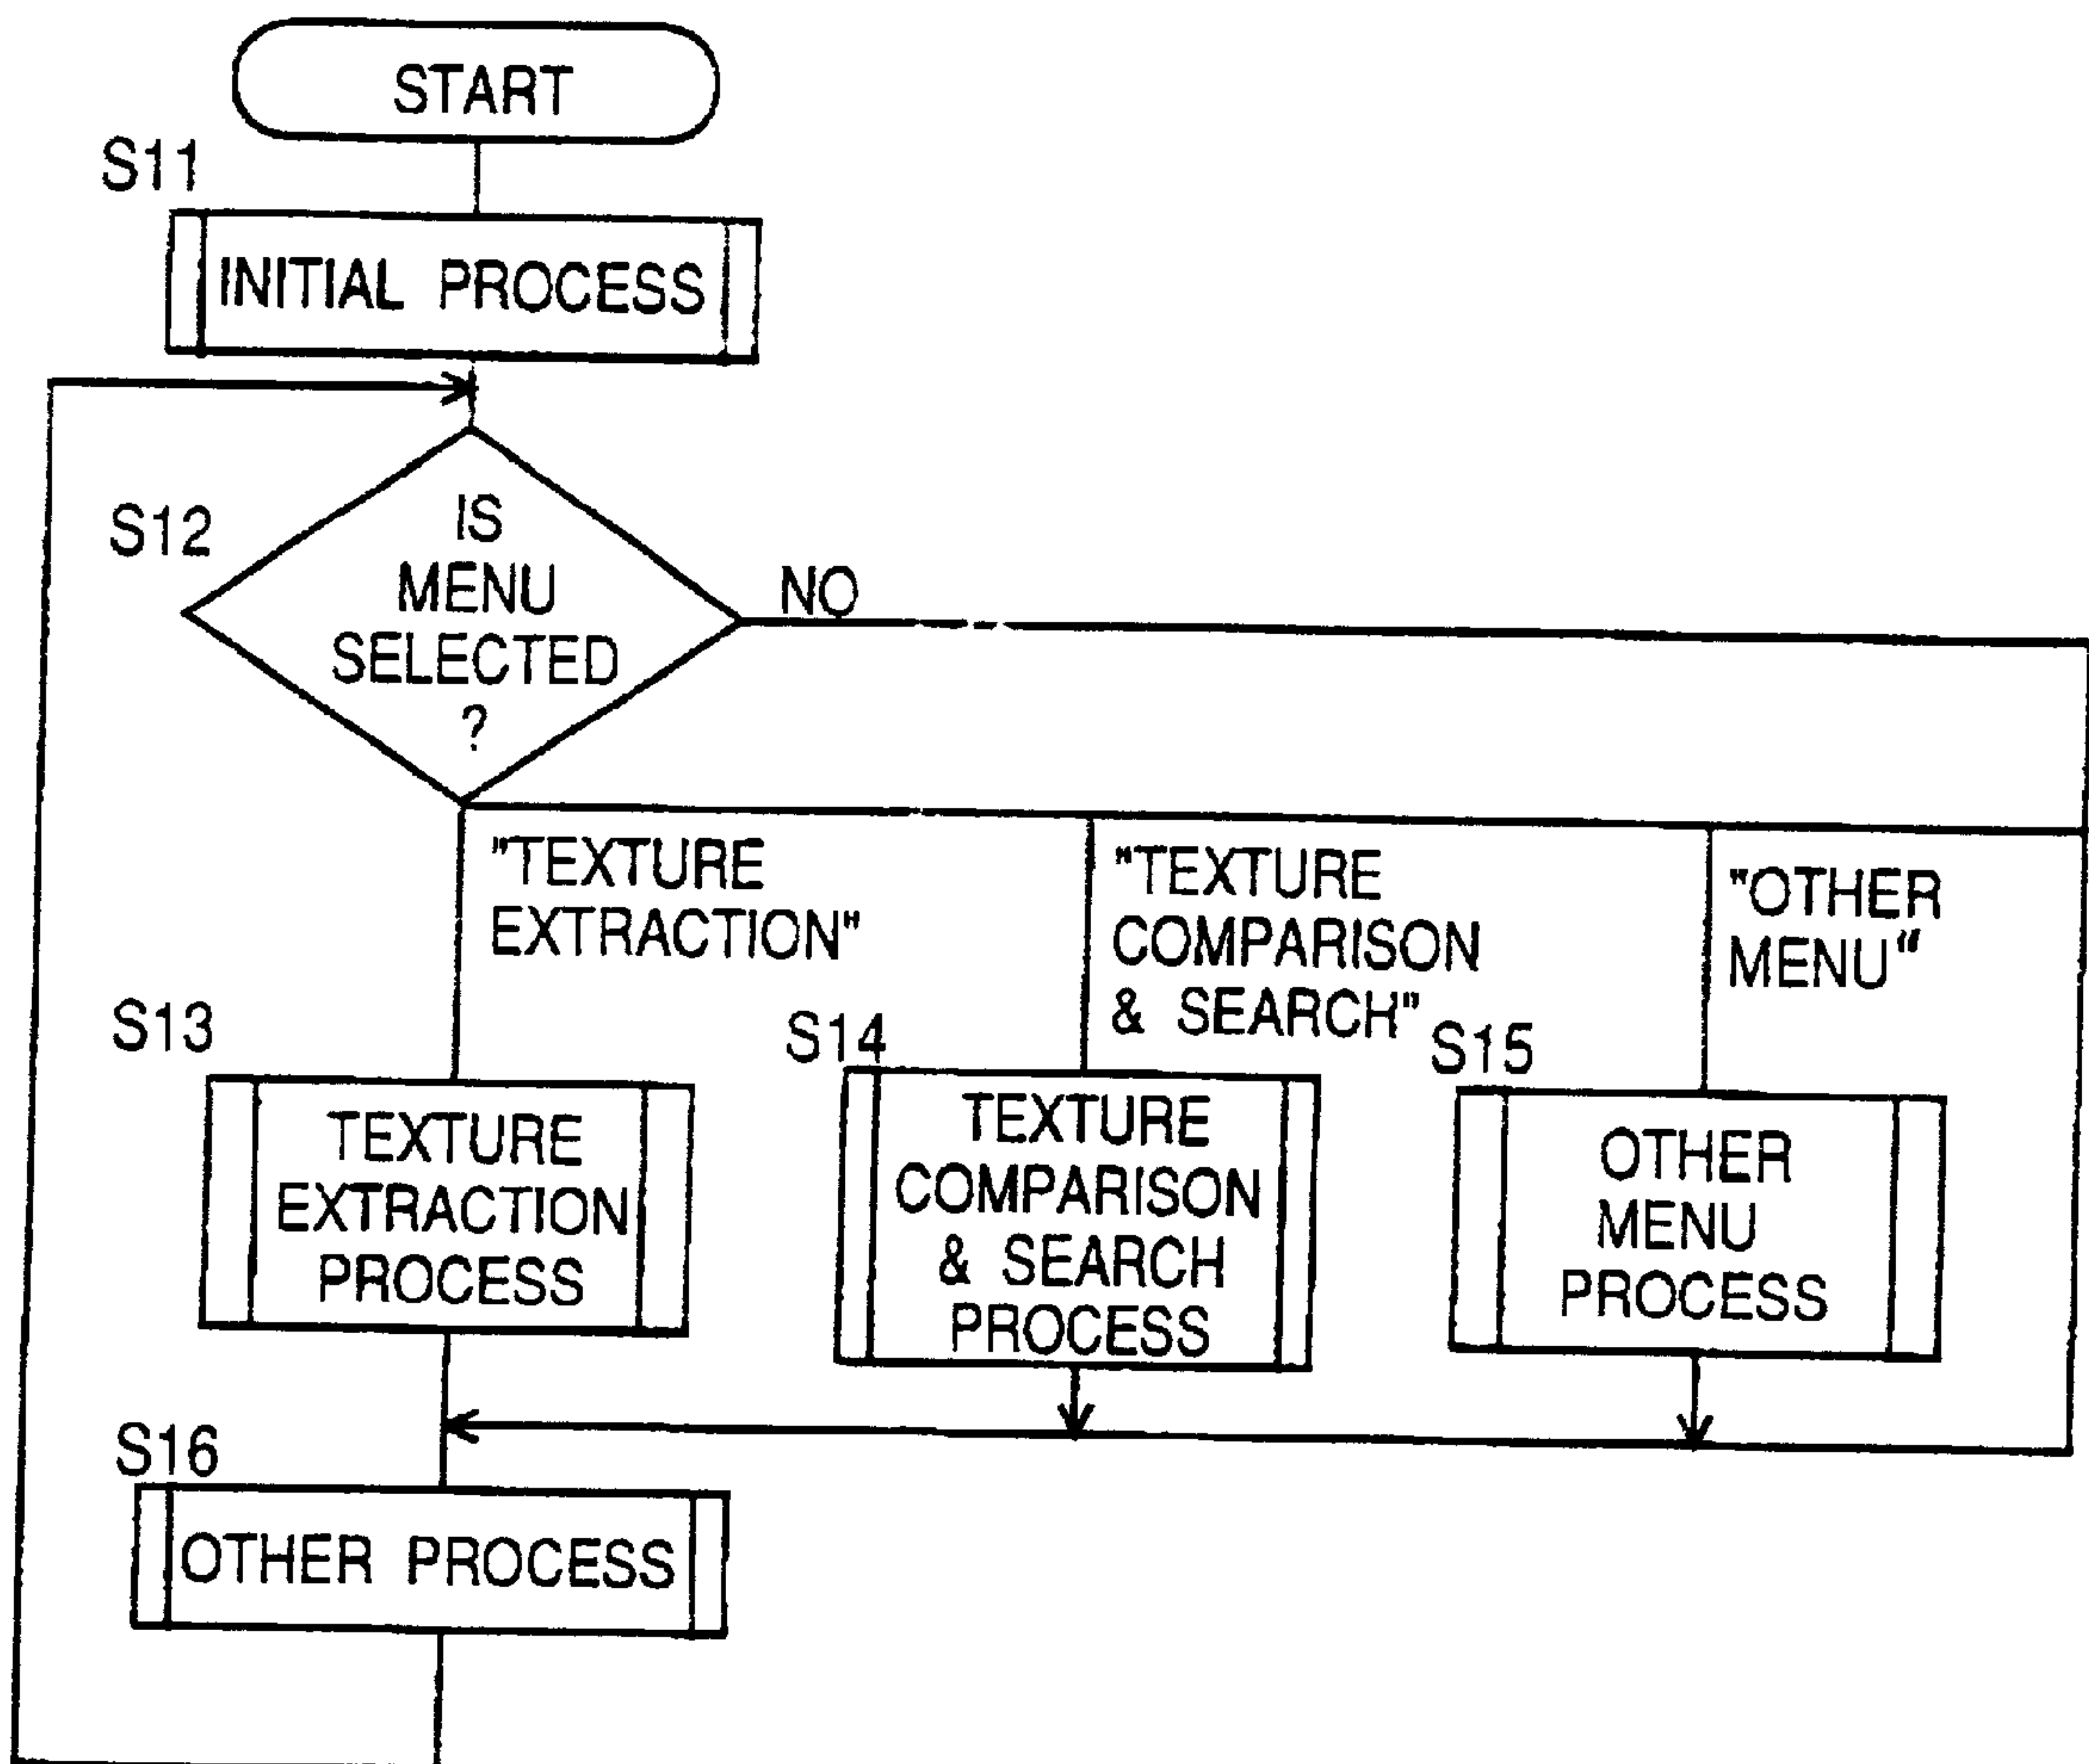 START
S11
INITIAL PROCESS
S12
IS
MENU
SELECTED
?
NO
"TEXTURE
EXTRACTION"
"TEXTURE
COMPARISON
& SEARCH"
"OTHER
MENU"
S13
TEXTURE
EXTRACTION
PROCESS
S14
TEXTURE
COMPARISON
& SEARCH
PROCESS
S15
OTHER
MENU
PROCESS
S16
OTHER PROCESS